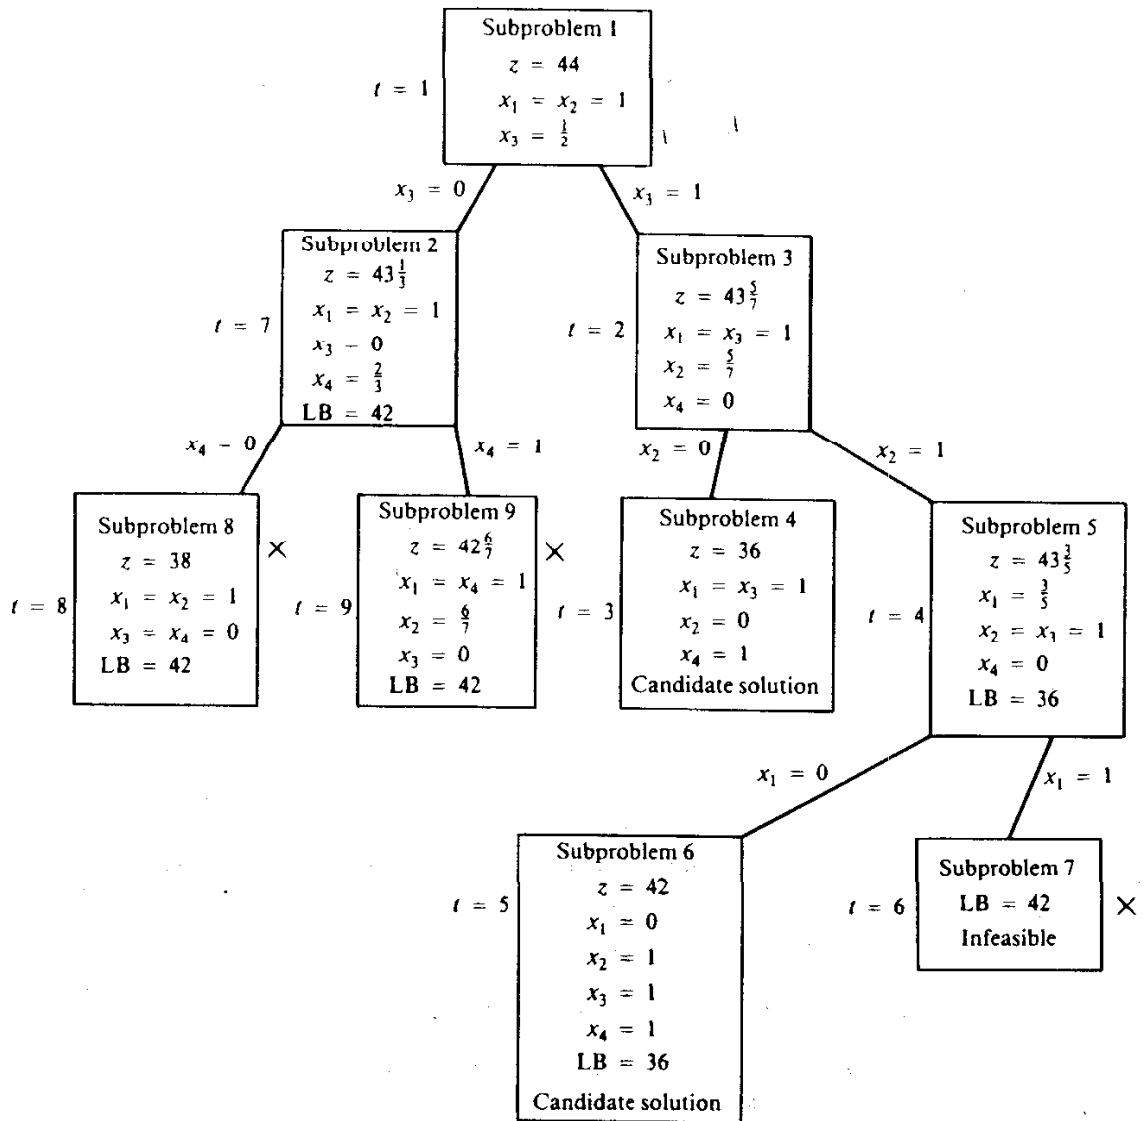 Subproblem 1
z = 44
t = 1
x₁ = x₂ = 1
x₃ = 1/2
x₃ = 0
x₃ = 1
Subproblem 2
z = 43 1/3
t = 7
x₁ = x₂ = 1
x₃ - 0
x₄ = 2/3
LB = 42
Subproblem 3
z = 43 5/7
t = 2
x₁ = x₃ = 1
x₂ = 5/7
x₄ = 0
x₄ - 0
x₄ = 1
x₂ = 0
x₂ = 1
Subproblem 8
z = 38
t = 8
x₁ = x₂ = 1
x₃ = x₄ = 0
LB = 42
×
Subproblem 9
z = 42 6/7
t = 9
x₁ = x₄ = 1
x₂ = 6/7
x₃ = 0
LB = 42
×
Subproblem 4
z = 36
t = 3
x₁ = x₃ = 1
x₂ = 0
x₄ = 1
Candidate solution
Subproblem 5
z = 43 3/5
t = 4
x₁ = 3/5
x₂ = x₃ = 1
x₄ = 0
LB = 36
x₁ = 0
x₁ = 1
Subproblem 6
z = 42
t = 5
x₁ = 0
x₂ = 1
x₃ = 1
x₄ = 1
LB = 36
Candidate solution
Subproblem 7
t = 6
LB = 42
Infeasible
×